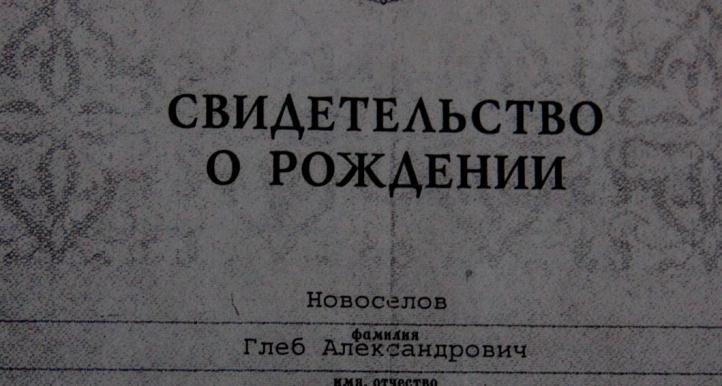 СВИДЕТЕЛЬСТВО
О РОЖДЕНИИ
Новоселов
фамилия
Глеб Александрович
имя, отчество